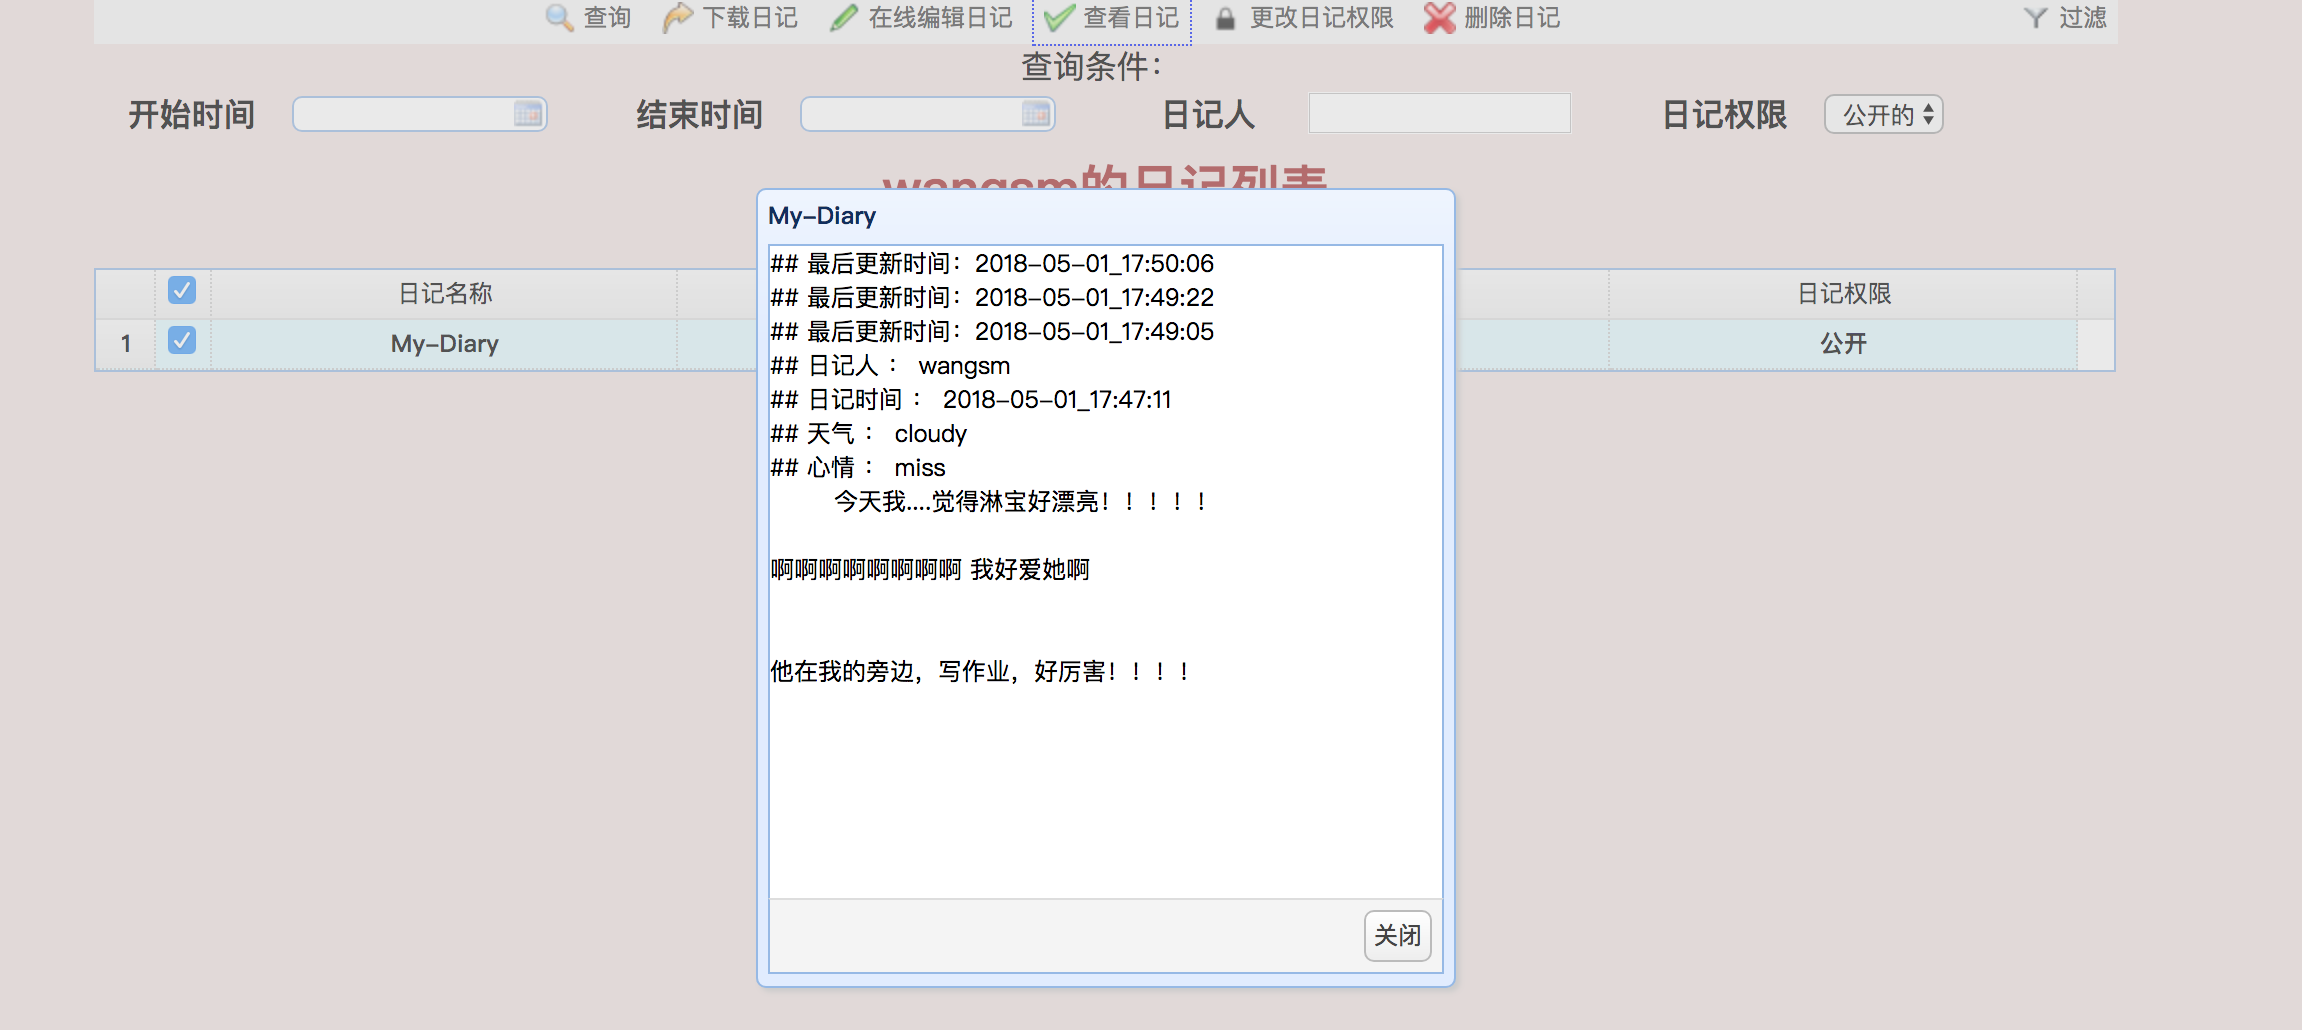 查询 下载日记 在线编辑日记 查看日记 更改日记权限 删除日记 过滤
查询条件：
开始时间 结束时间 日记人 日记权限 公开的
wangsm的日记列表
My-Diary
日记名称 日记权限
1 My-Diary 公开
## 最后更新时间：2018-05-01_17:50:06
## 最后更新时间：2018-05-01_17:49:22
## 最后更新时间：2018-05-01_17:49:05
## 日记人 ： wangsm
## 日记时间 ： 2018-05-01_17:47:11
## 天气 ： cloudy
## 心情 ： miss
今天我....觉得淋宝好漂亮！！！！！
啊啊啊啊啊啊啊啊 我好爱她啊
他在我的旁边，写作业，好厉害！！！！
关闭